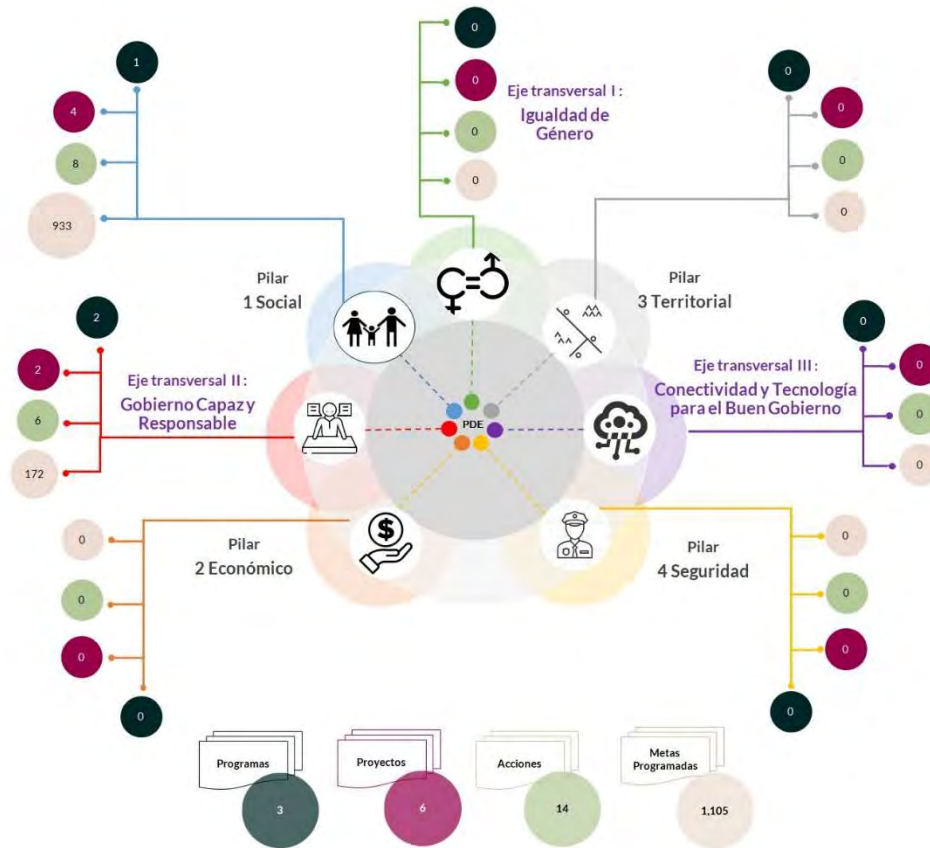 1
4
8
933
Pilar
1 Social
0
0
0
0
Eje transversal I :
Igualdad de
Género
0
0
0
0
Pilar
3 Territorial
2
2
6
172
Eje transversal II :
Gobierno Capaz y
Responsable
PDE
Eje transversal III :
Conectividad y Tecnología
para el Buen Gobierno
0
0
0
0
0
0
0
0
Pilar
2 Económico
$
Pilar
4 Seguridad
0
0
0
0
Programas
3
Proyectos
6
Acciones
14
Metas
Programadas
1,105